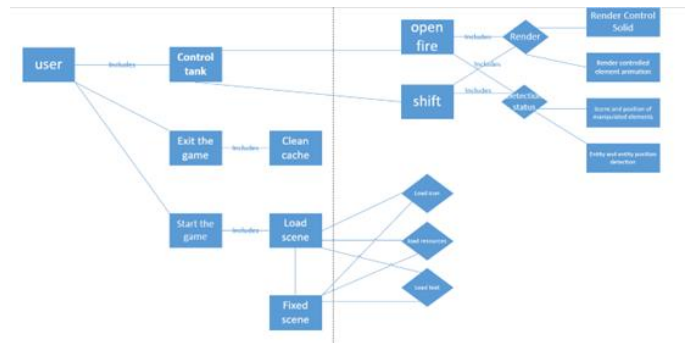 Render Control
Solid
open
fire
Includes
Render
user
Includes
Control
tank
Render controlled
element animation
Includes
shift
Includes
Detection
status
Scene and position of
manipulated elements
Exit the
game
Includes
Clean
cache
Entity and entity position
detection
Load icon
Start the
game
Includes
Load
scene
load resources
Load text
Fixed
scene